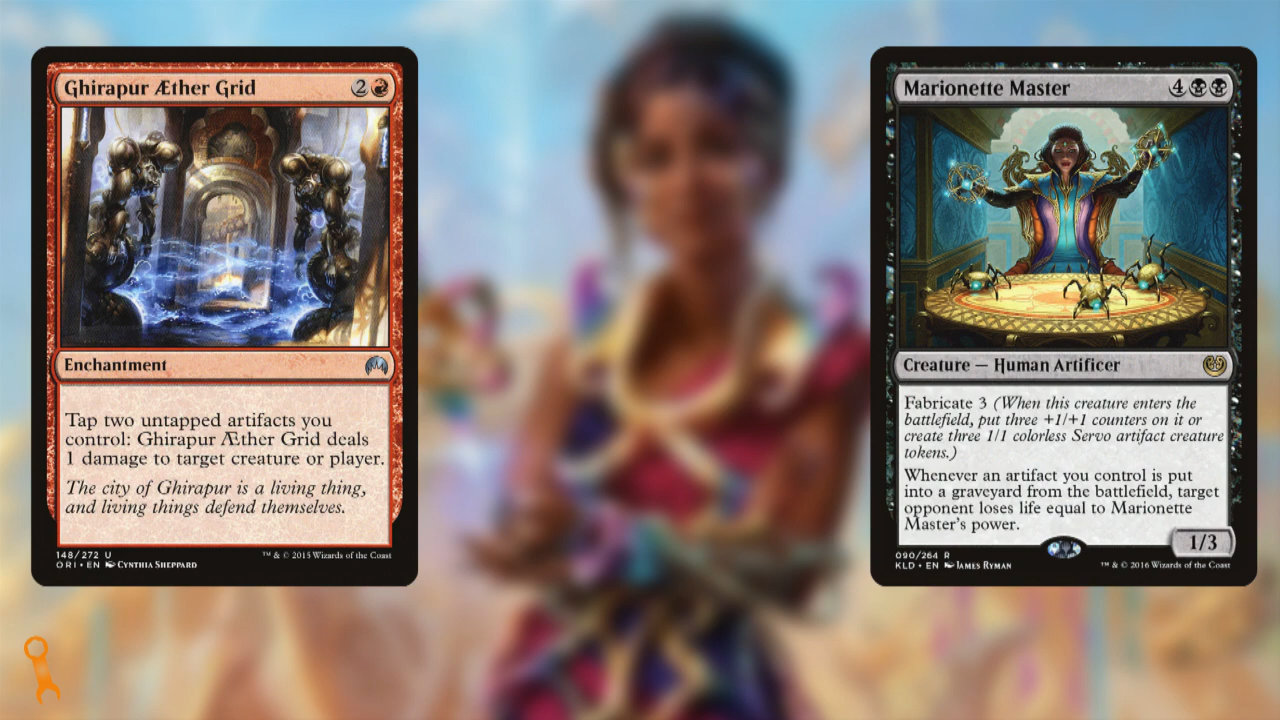 Ghirapur Æther Grid 2
Enchantment
Tap two untapped artifacts you
control: Ghirapur Æther Grid deals
1 damage to target creature or player.
The city of Ghirapur is a living thing,
and living things defend themselves.
148/272 U
ORI • EN Cynthia Sheppard
™ & © 2015 Wizards of the Coast
Marionette Master 4
Creature — Human Artificer
Fabricate 3 (When this creature enters the
battlefield, put three +1/+1 counters on it or
create three 1/1 colorless Servo artifact creature
tokens.)
Whenever an artifact you control is put
into a graveyard from the battlefield, target
opponent loses life equal to Marionette
Master's power.
1/3
090/264 R
KLD • EN James Ryman
™ & © 2016 Wizards of the Coast